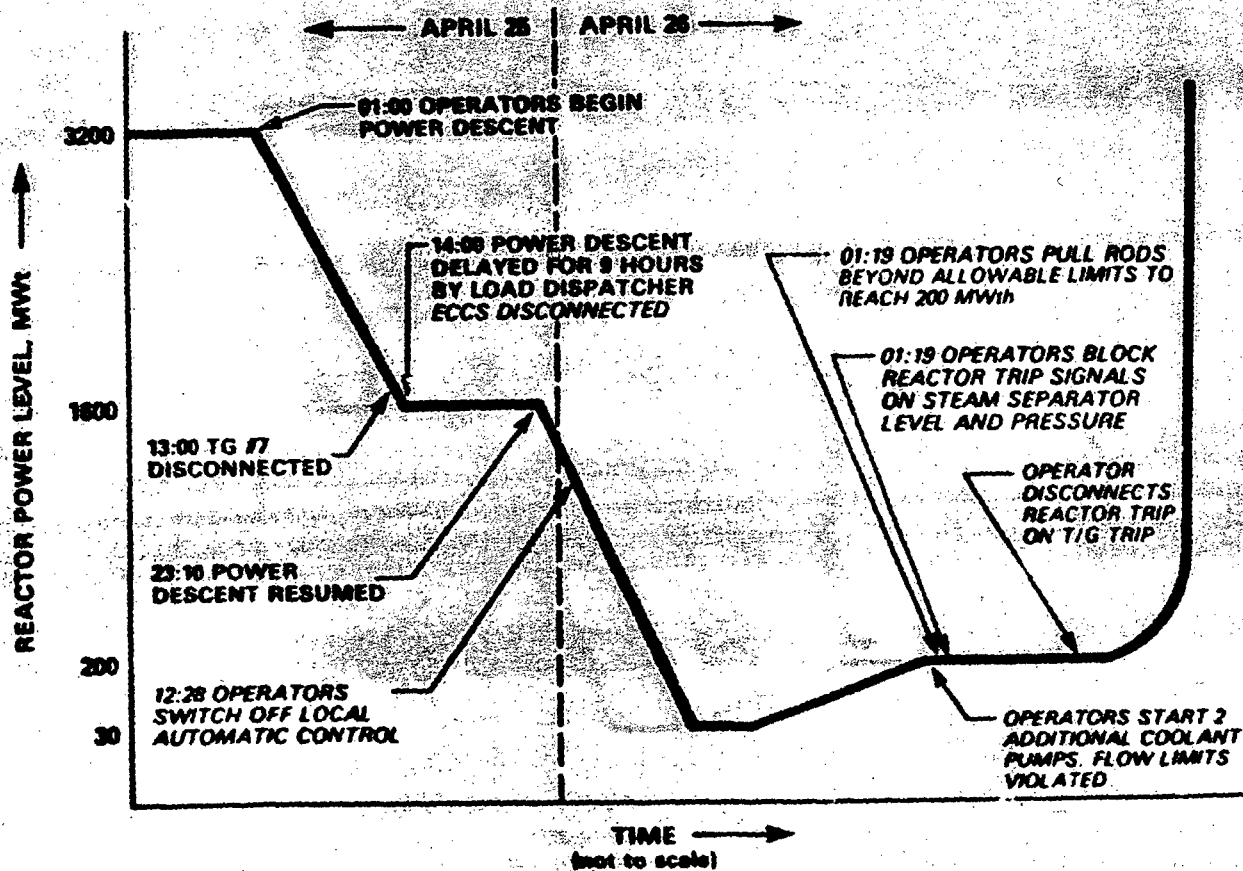 APRIL 25
APRIL 26
01:00 OPERATORS BEGIN
POWER DESCENT
3200
14:00 POWER DESCENT
DELAYED FOR 9 HOURS
BY LOAD DISPATCHER
ECCS DISCONNECTED
01:19 OPERATORS PULL RODS
BEYOND ALLOWABLE LIMITS TO
REACH 200 MWth
01:19 OPERATORS BLOCK
REACTOR TRIP SIGNALS
ON STEAM SEPARATOR
LEVEL AND PRESSURE
1600
REACTOR POWER LEVEL, MWt
13:00 TG #7
DISCONNECTED
OPERATOR
DISCONNECTS
REACTOR TRIP
ON T/G TRIP
23:10 POWER
DESCENT RESUMED
200
12:28 OPERATORS
SWITCH OFF LOCAL
AUTOMATIC CONTROL
30
OPERATORS START 2
ADDITIONAL COOLANT
PUMPS. FLOW LIMITS
VIOLATED
TIME
(not to scale)